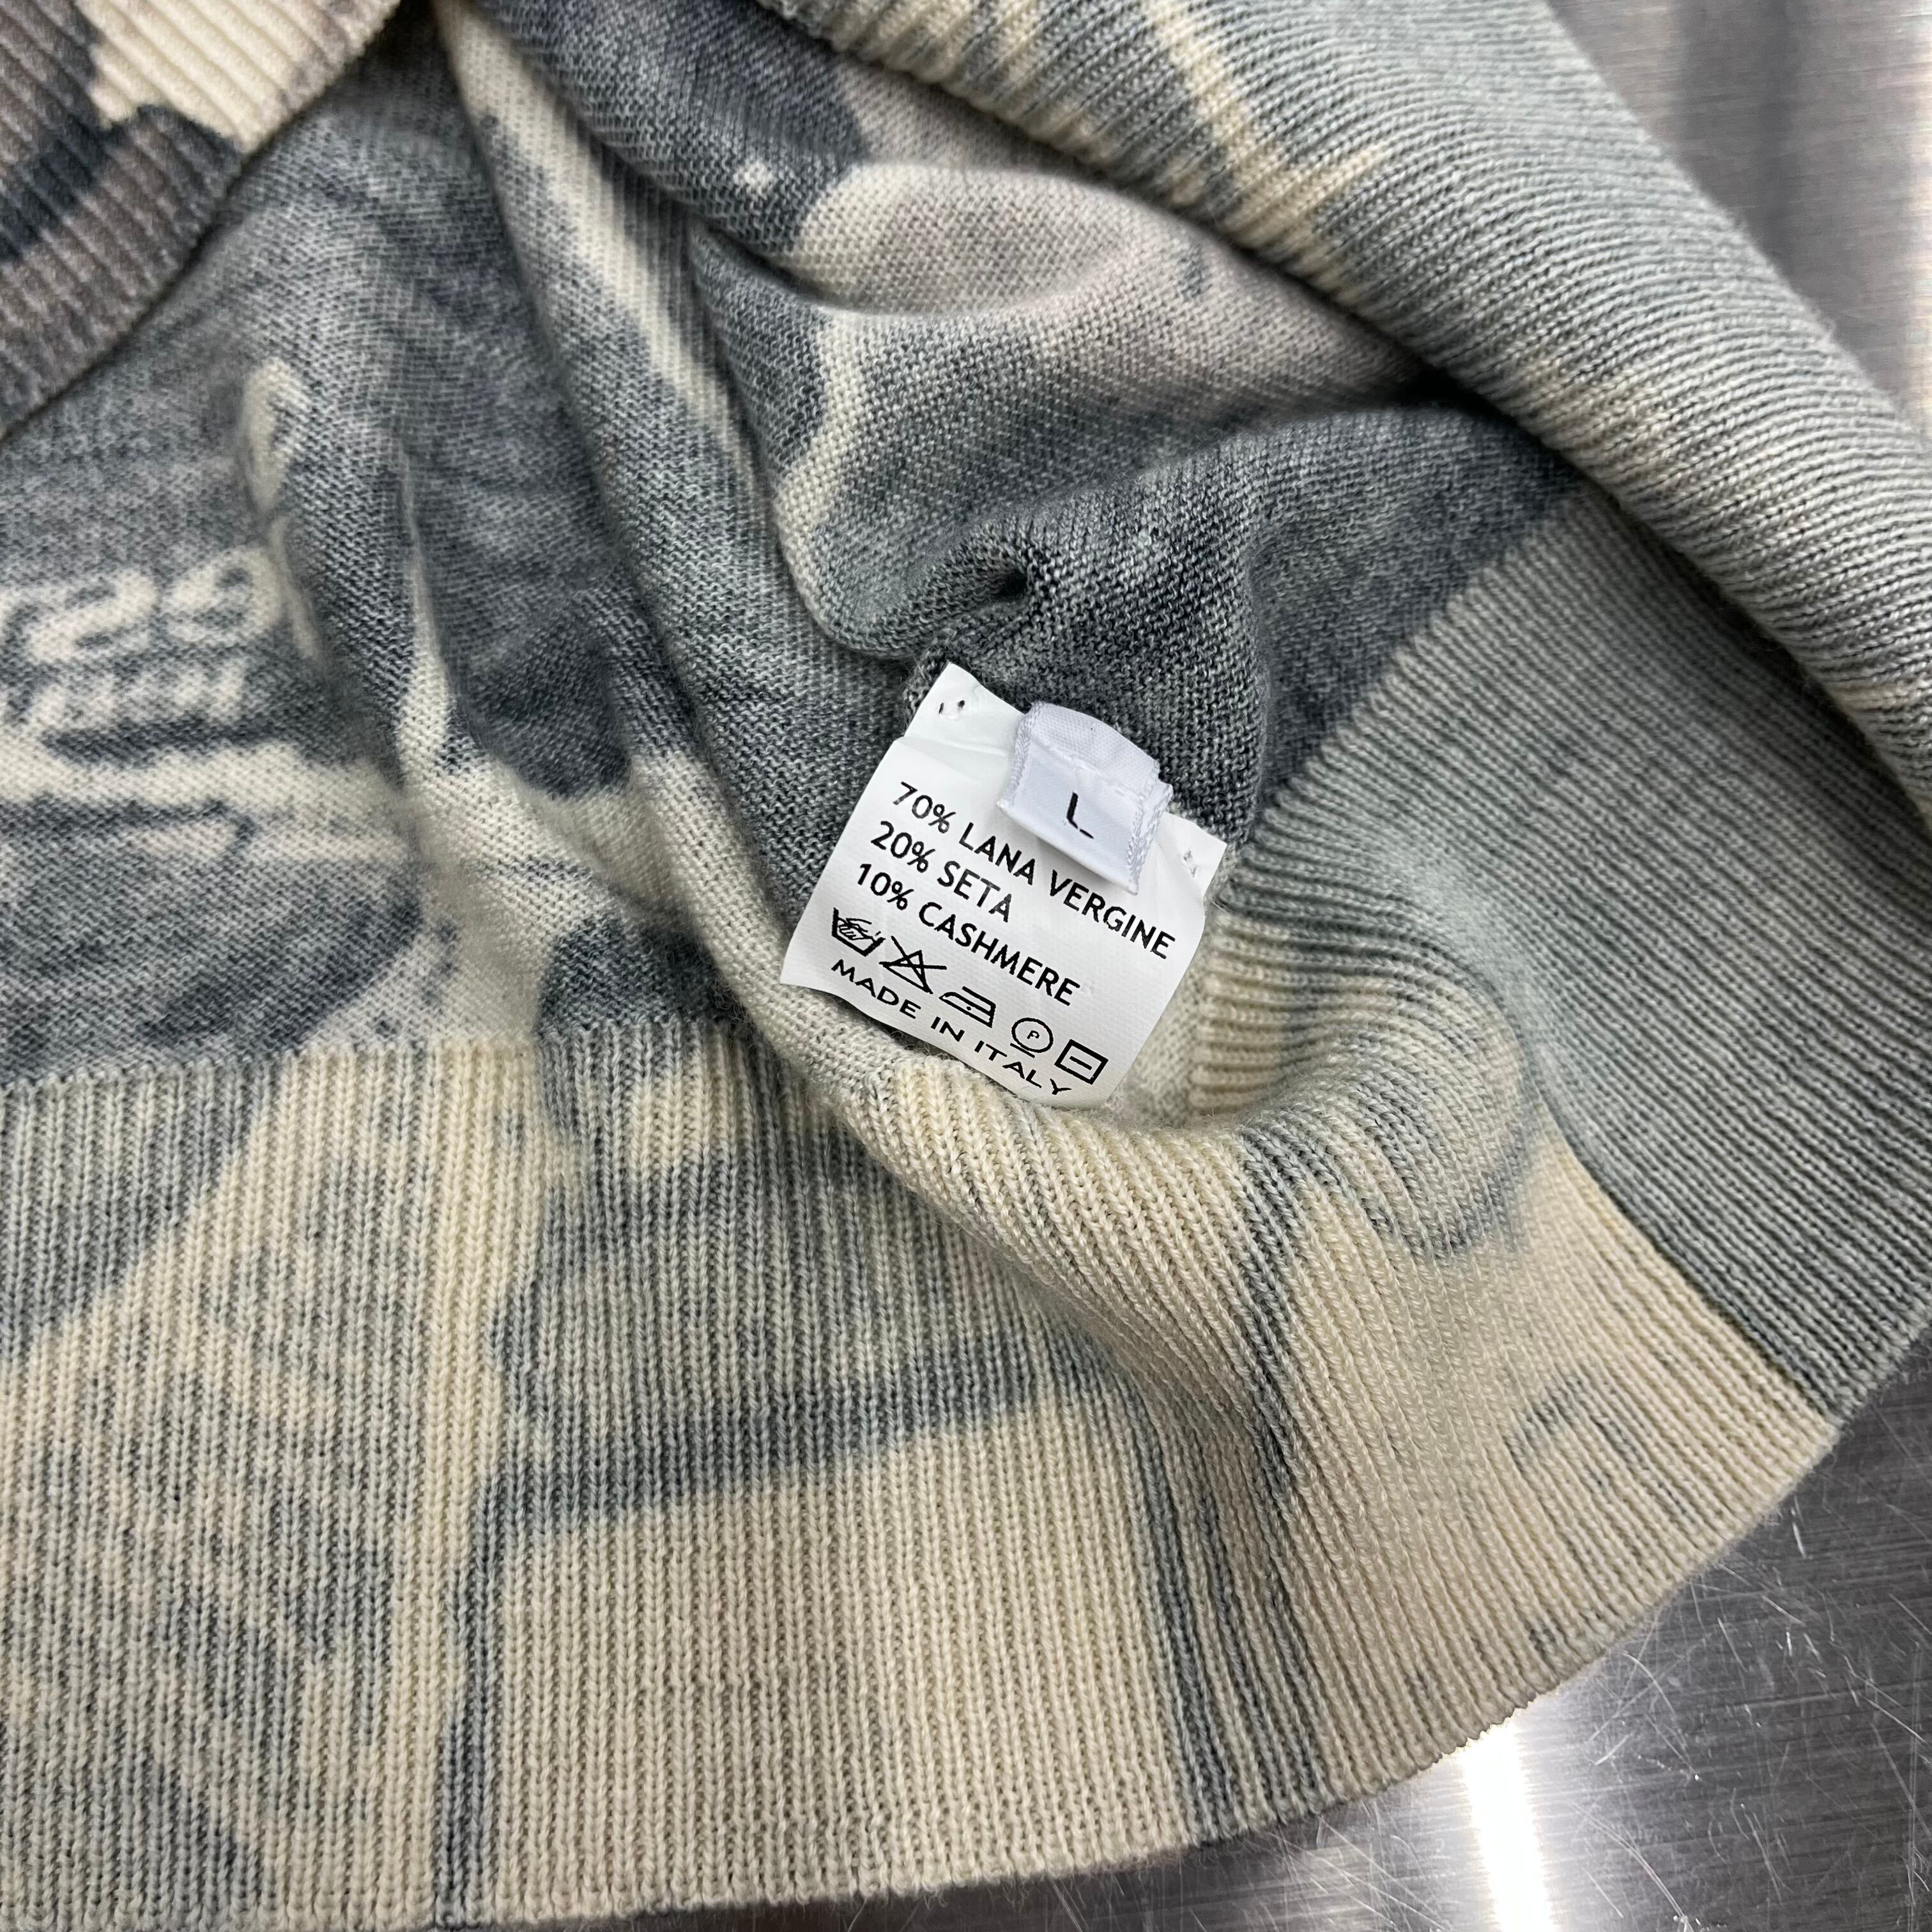 L
70% LANA VERGINE
20% SETA
10% CASHMERE
P
MADE IN ITALY